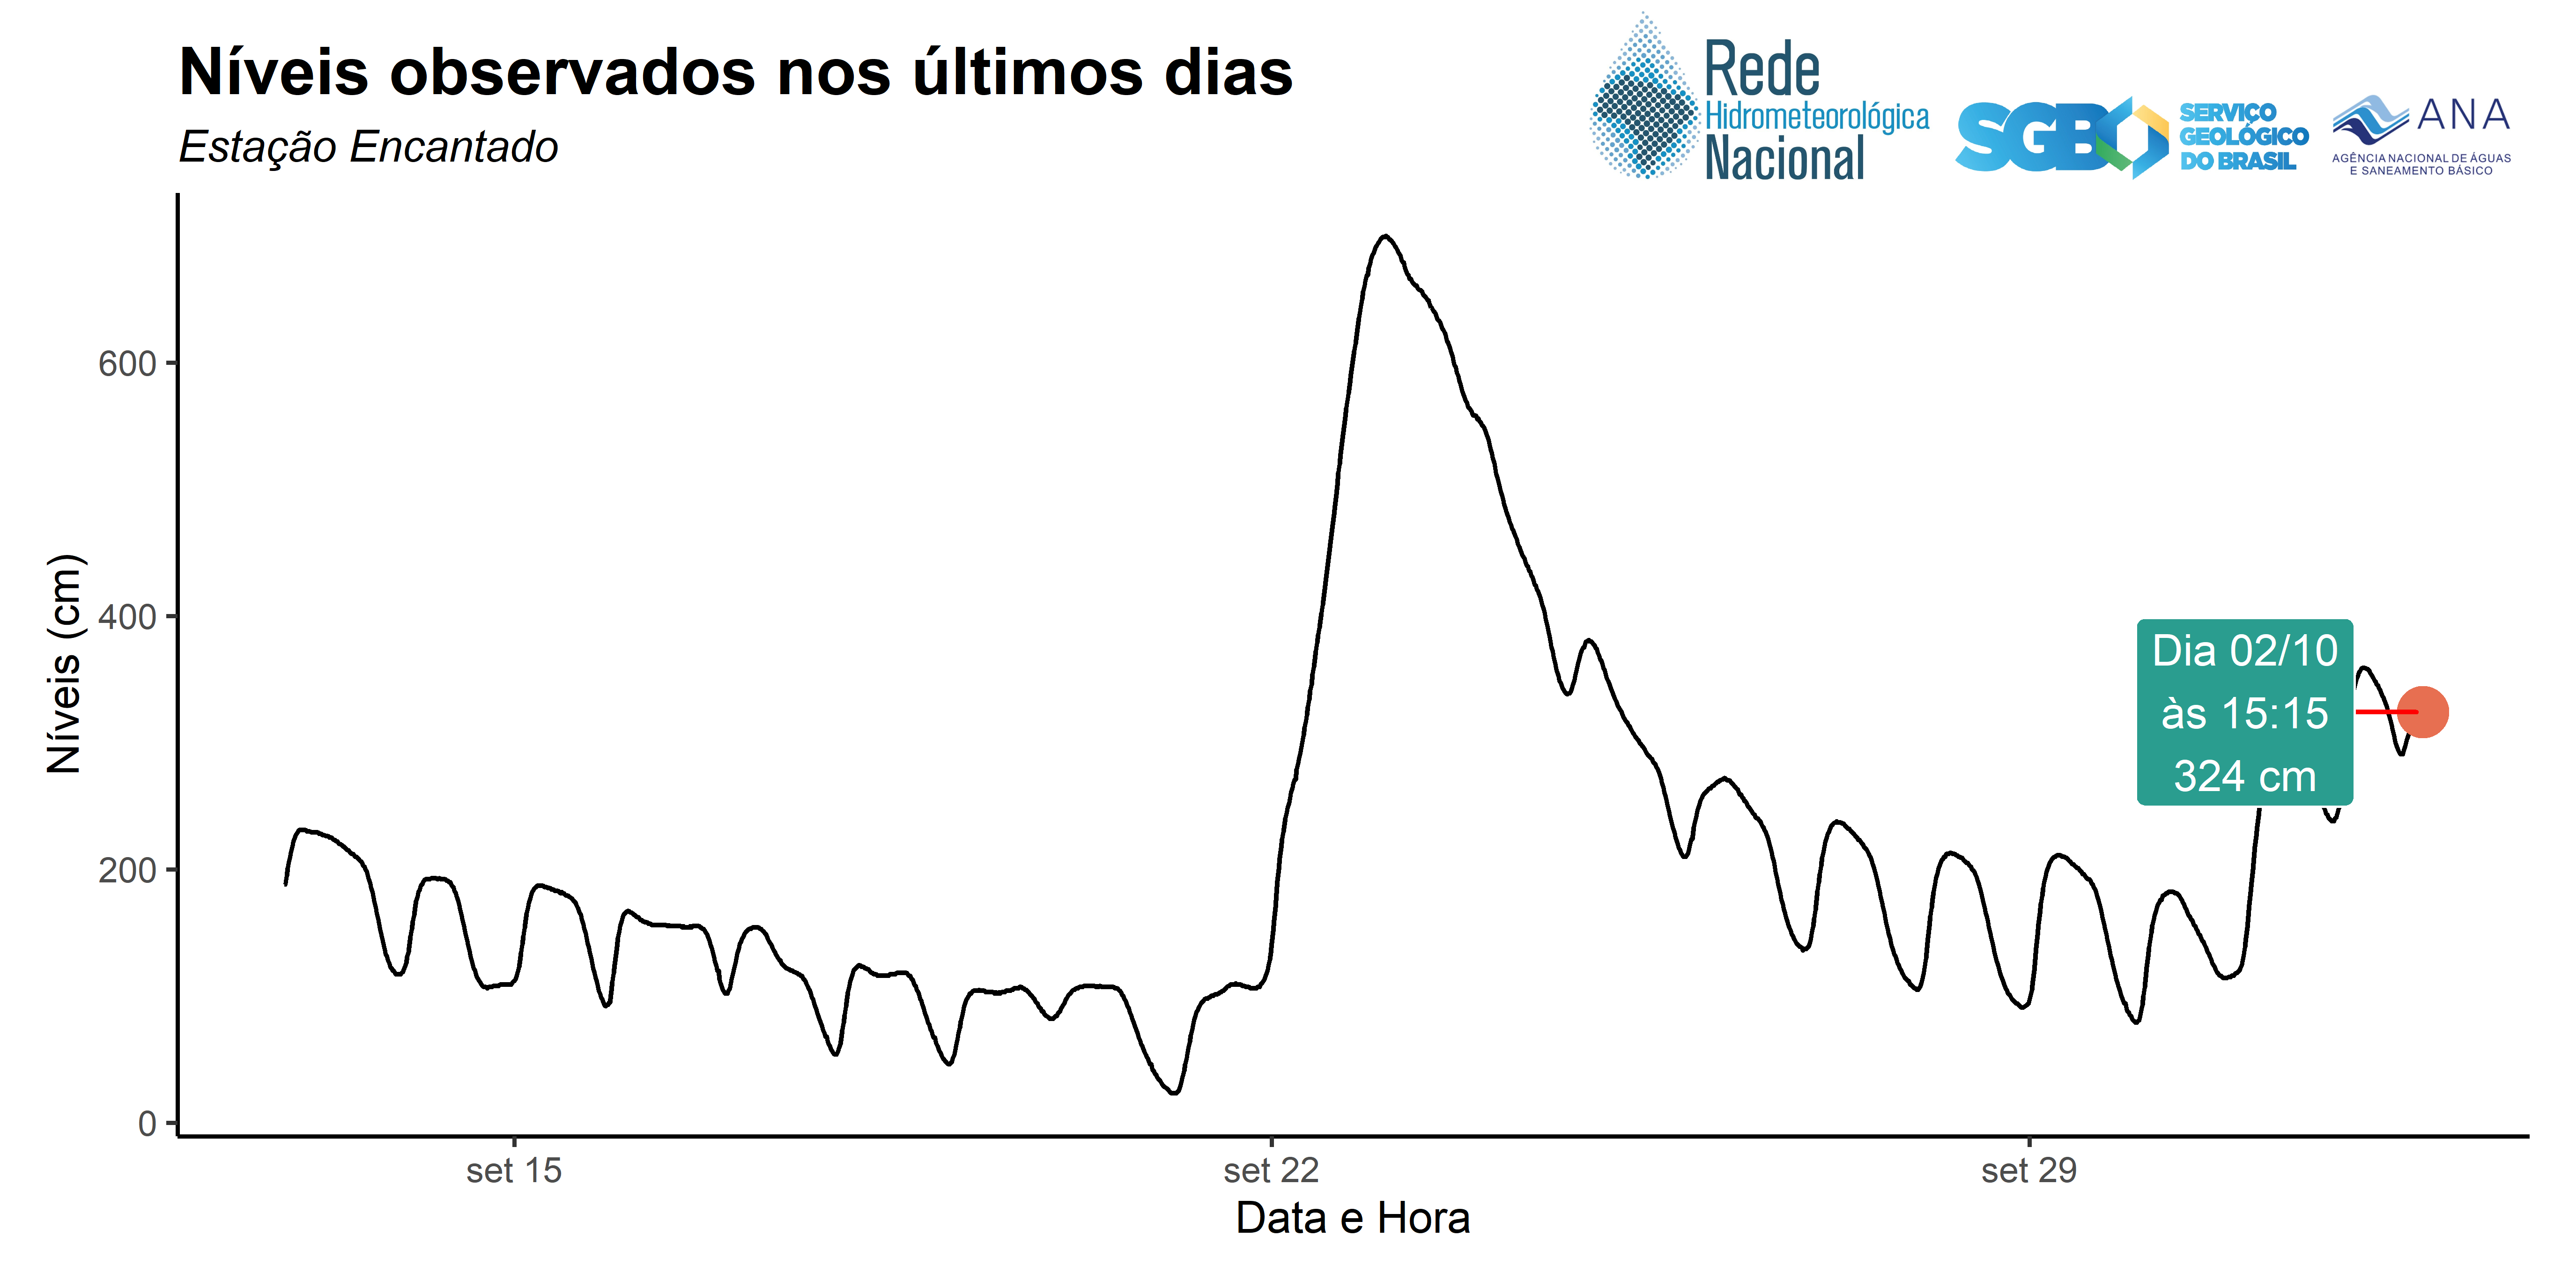 Níveis observados nos últimos dias
Estação Encantado
Rede
Hidrometeorológica
Nacional
SGB
SERVIÇO
GEOLÓGICO
DO BRASIL
ANA
AGÊNCIA NACIONAL DE ÁGUAS
E SANEAMENTO BÁSICO
Níveis (cm)
600
400
200
0
Dia 02/10
às 15:15
324 cm
set 15
set 22
set 29
Data e Hora